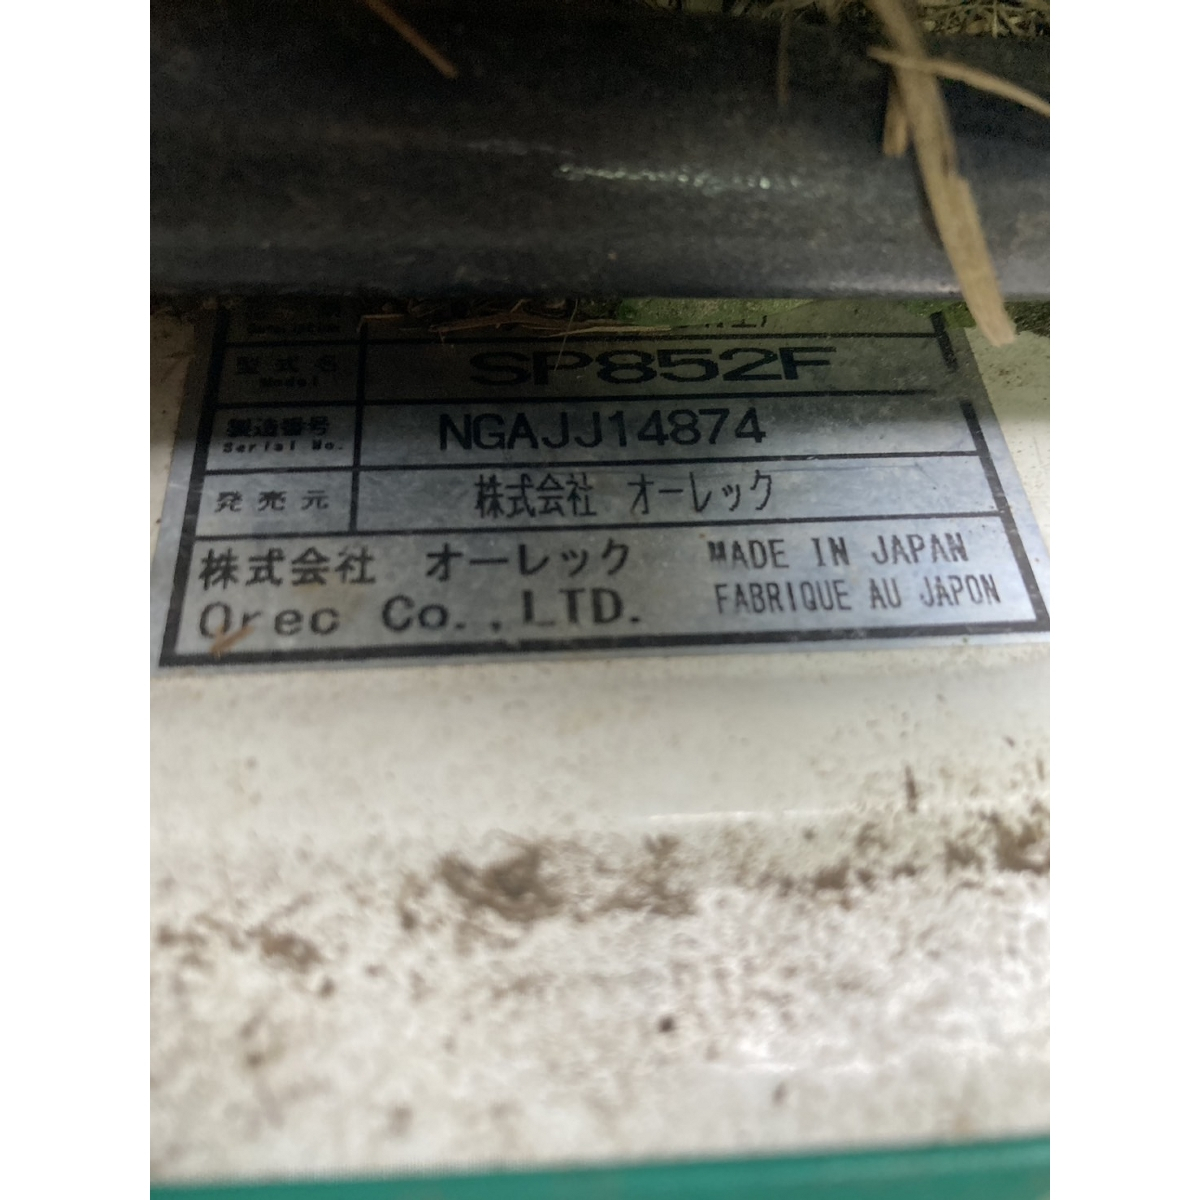 型式名 SP852F
Model
製造番号 NGAJJ14874
Serial No.
発売元 株式会社 オーレック
株式会社 オーレック MADE IN JAPAN
Orec Co.,LTD. FABRIQUE AU JAPON